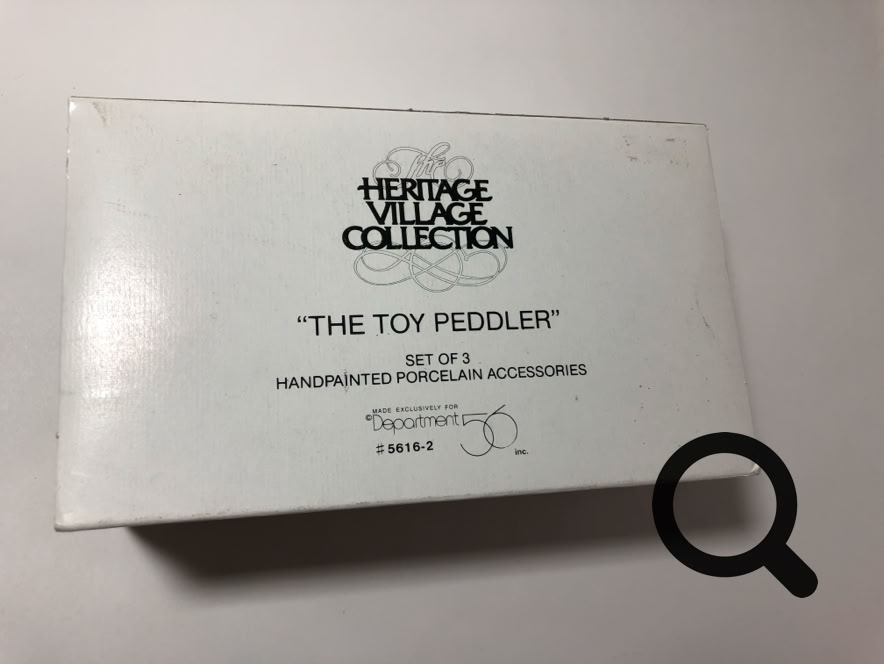 The
HERITAGE
VILLAGE
COLLECTION
“THE TOY PEDDLER”
SET OF 3
HANDPAINTED PORCELAIN ACCESSORIES
MADE EXCLUSIVELY FOR
©Department 56
#5616-2
inc.